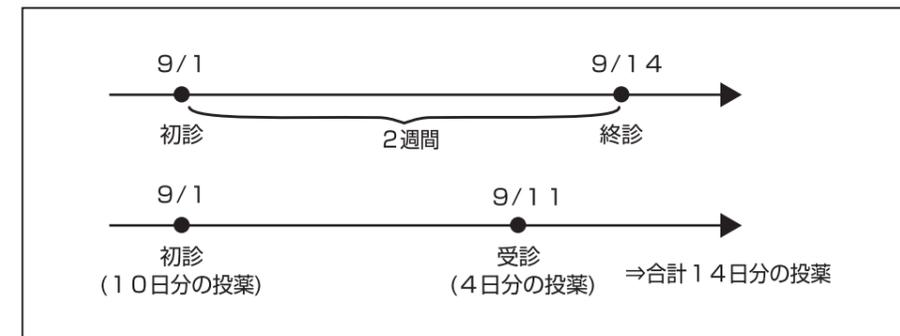 ９/１
９/１４
初診
２週間
終診
９/１
９/１１
初診
受診
(１０日分の投薬)
(４日分の投薬)
⇒合計１４日分の投薬